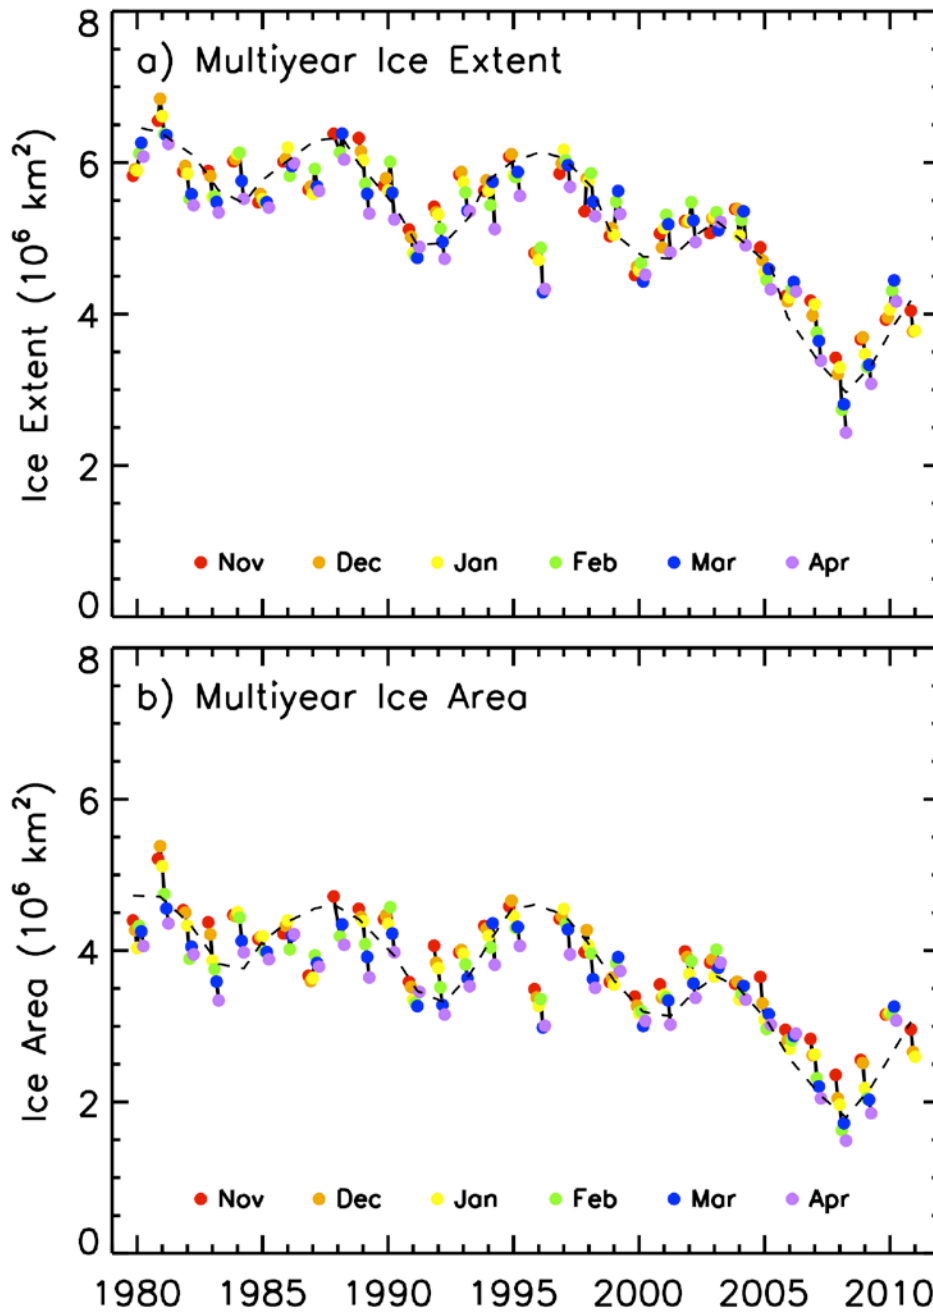 8
a) Multiyear Ice Extent
6
4
2
0
Ice Extent (10⁶ km²)
Nov Dec Jan Feb Mar Apr
8
b) Multiyear Ice Area
6
4
2
0
Ice Area (10⁶ km²)
Nov Dec Jan Feb Mar Apr
1980 1985 1990 1995 2000 2005 2010